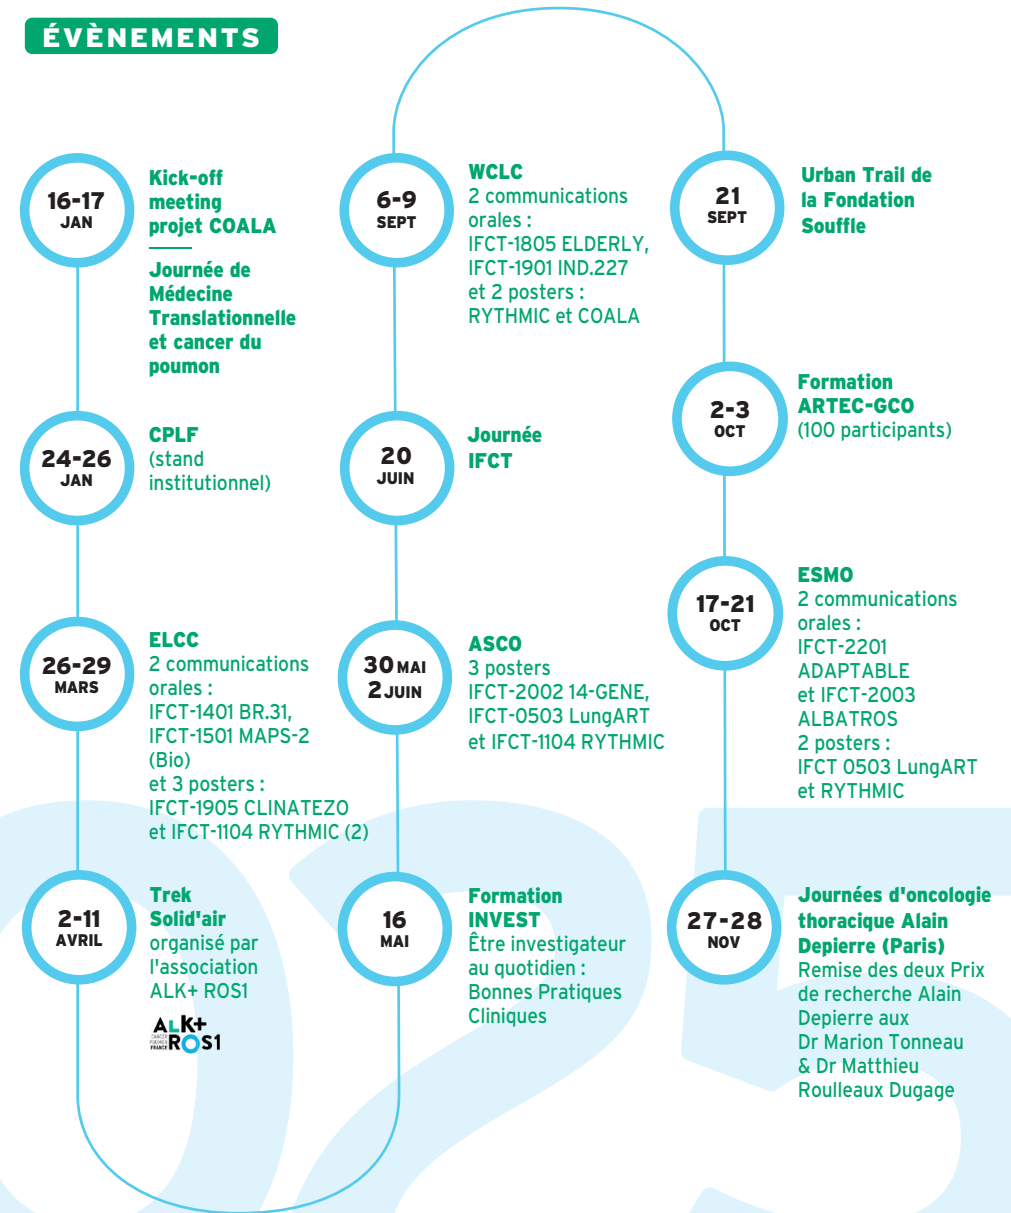 ÉVÈNEMENTS
16-17
JAN
Kick-off
meeting
projet COALA
Journée de
Médecine
Translationnelle
et cancer du
poumon
24-26
JAN
CPLF
(stand
institutionnel)
26-29
MARS
ELCC
2 communications
orales :
IFCT-1401 BR.31,
IFCT-1501 MAPS-2
(Bio)
et 3 posters :
IFCT-1905 CLINATEZO
et IFCT-1104 RYTHMIC (2)
2-11
AVRIL
Trek
Solid'air
organisé par
l'association
ALK+ ROS1
ALK+
CANCER
POUMON
FRANCE
ROS1
16
MAI
Formation
INVEST
Être investigateur
au quotidien :
Bonnes Pratiques
Cliniques
30 MAI
2 JUIN
ASCO
3 posters
IFCT-2002 14-GENE,
IFCT-0503 LungART
et IFCT-1104 RYTHMIC
20
JUIN
Journée
IFCT
6-9
SEPT
WCLC
2 communications
orales :
IFCT-1805 ELDERLY,
IFCT-1901 IND.227
et 2 posters :
RYTHMIC et COALA
21
SEPT
Urban Trail de
la Fondation
Souffle
2-3
OCT
Formation
ARTEC-GCO
(100 participants)
17-21
OCT
ESMO
2 communications
orales :
IFCT-2201
ADAPTABLE
et IFCT-2003
ALBATROS
2 posters :
IFCT 0503 LungART
et RYTHMIC
27-28
NOV
Journées d'oncologie
thoracique Alain
Depierre (Paris)
Remise des deux Prix
de recherche Alain
Depierre aux
Dr Marion Tonneau
& Dr Matthieu
Roulleaux Dugage
025